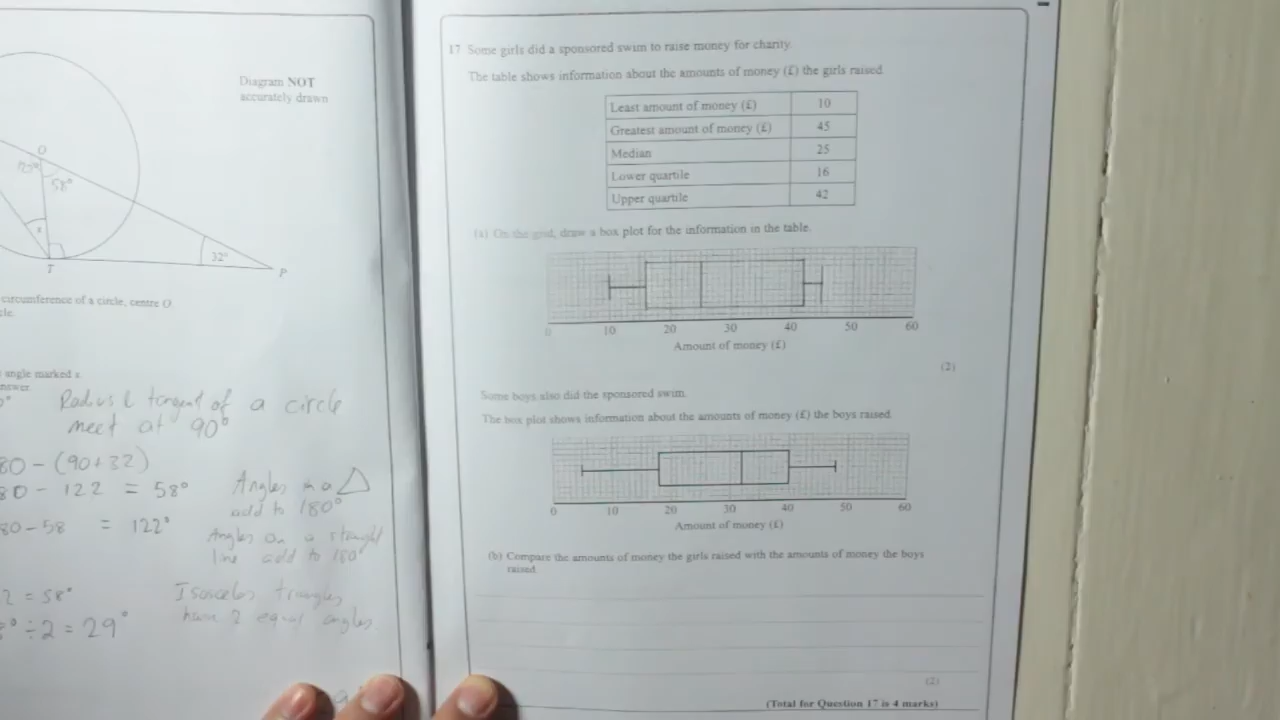 Diagram NOT
accurately drawn
O
58°
x
32°
T
P
circumference of a circle, centre O
angle marked x.
Radius & tangent of a circle
meet at 90°
80 - (90+32)
80 - 122 = 58°
Angles in a △
add to 180°
80 - 58 = 122°
Angles on a straight
line add to 180°
2 = 58°
Isosceles triangles
have 2 equal angles.
8° ÷ 2 = 29°
17 Some girls did a sponsored swim to raise money for charity.
The table shows information about the amounts of money (£) the girls raised.
Least amount of money (£) 10
Greatest amount of money (£) 45
Median 25
Lower quartile 16
Upper quartile 42
(a) On the grid, draw a box plot for the information in the table.
0 10 20 30 40 50 60
Amount of money (£)
(2)
Some boys also did the sponsored swim.
The box plot shows information about the amounts of money (£) the boys raised.
0 10 20 30 40 50 60
Amount of money (£)
(b) Compare the amounts of money the girls raised with the amounts of money the boys
raised.
(2)
(Total for Question 17 is 4 marks)